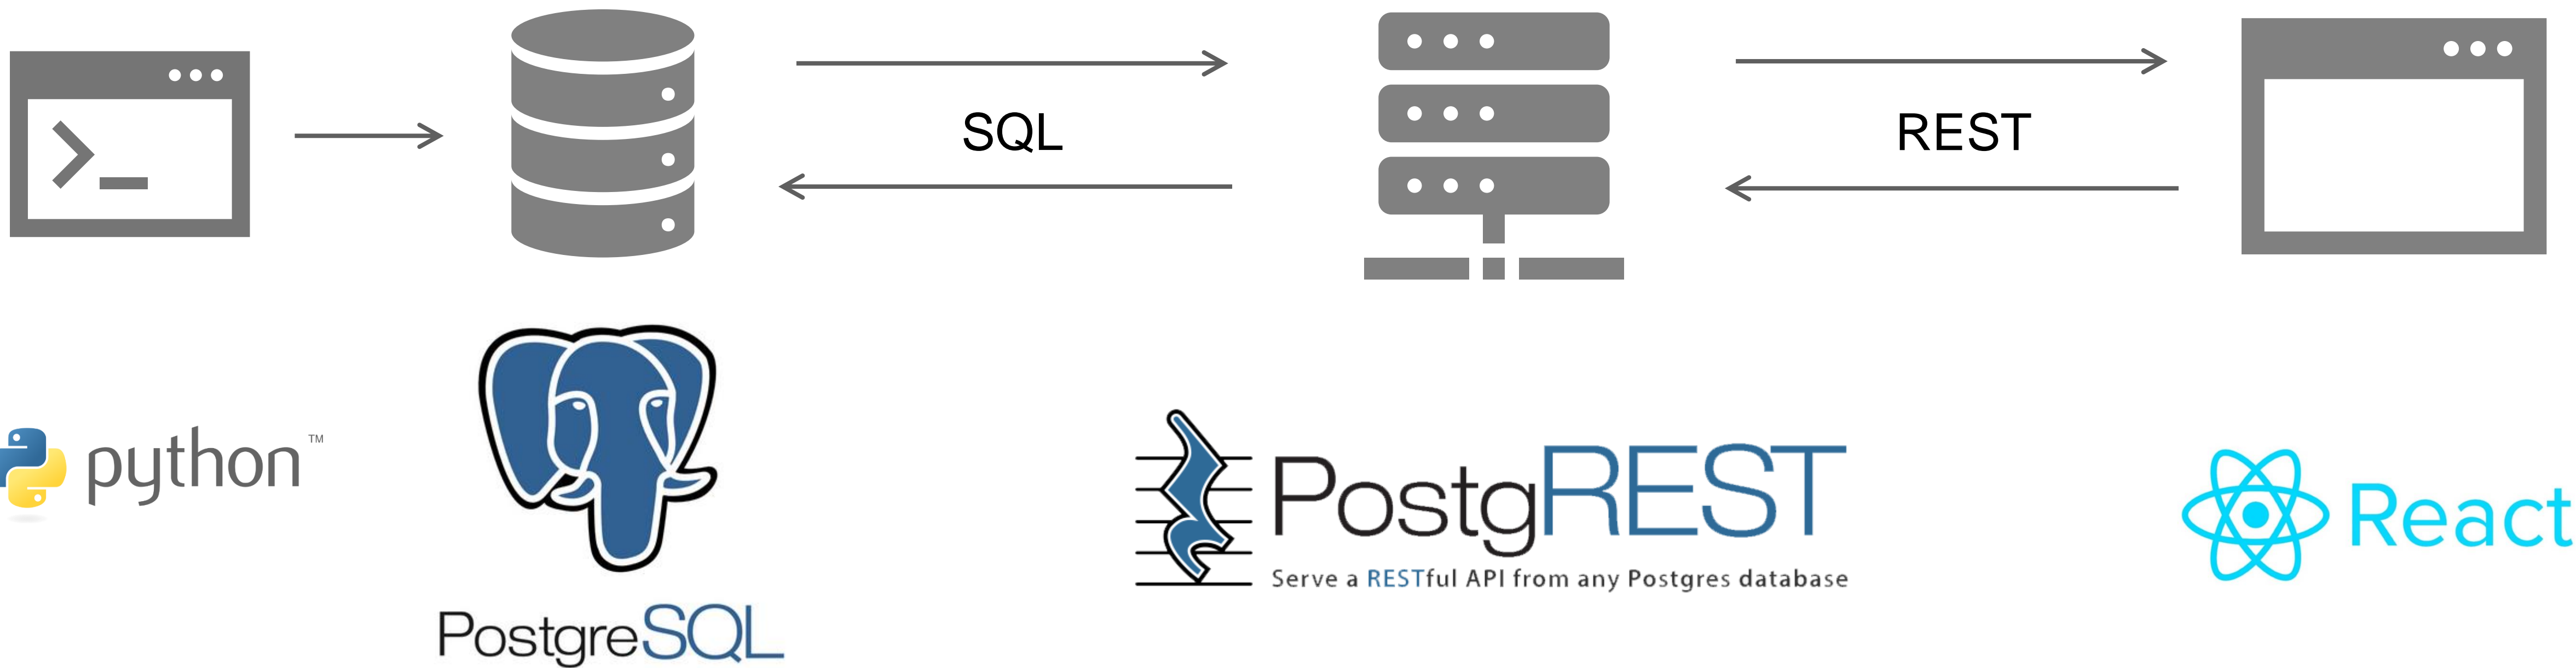 SQL
REST
python™
PostgreSQL
PostgREST
Serve a RESTful API from any Postgres database
React